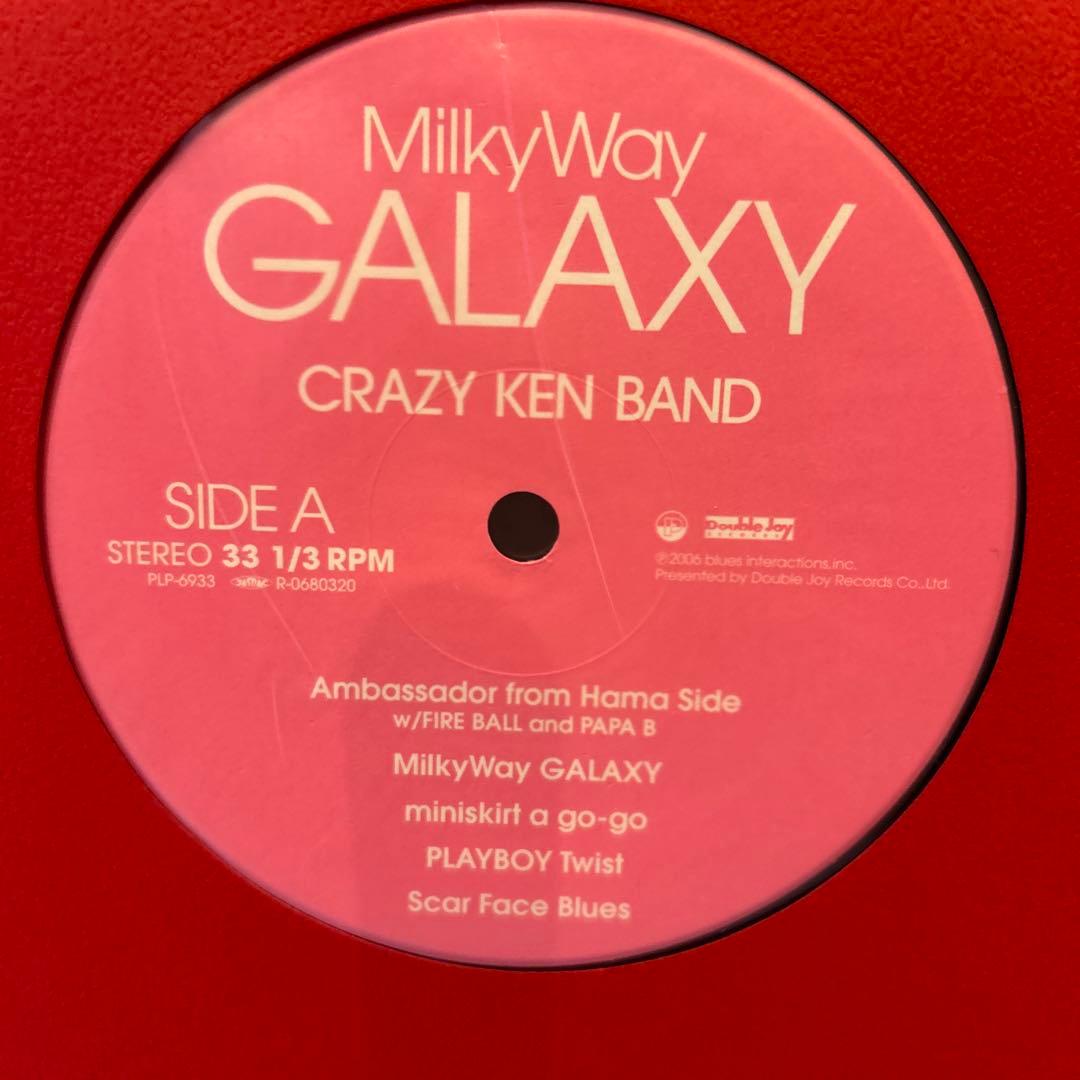 MilkyWay
GALAXY
CRAZY KEN BAND
SIDE A
STEREO 33 1/3 RPM
PLP-6933 R-0680320
Double Joy
RECORDS
℗2006 blues interactions,inc.
Presented by Double Joy Records Co.,Ltd.
Ambassador from Hama Side
w/FIRE BALL and PAPA B
MilkyWay GALAXY
miniskirt a go-go
PLAYBOY Twist
Scar Face Blues